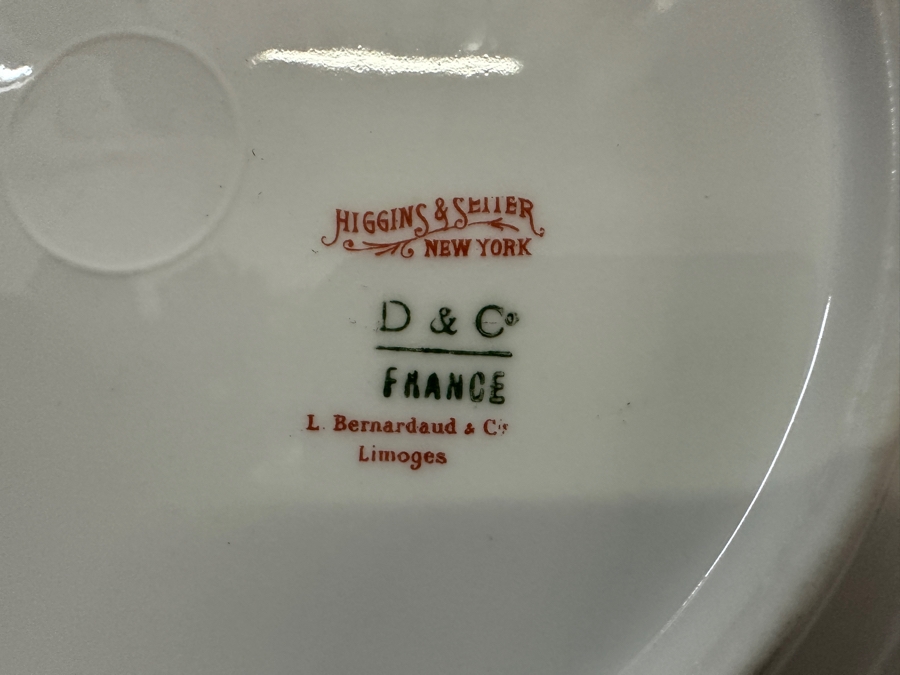 HIGGINS & SEITER
NEW YORK
D & Co
FRANCE
L. Bernardaud & Cie
Limoges